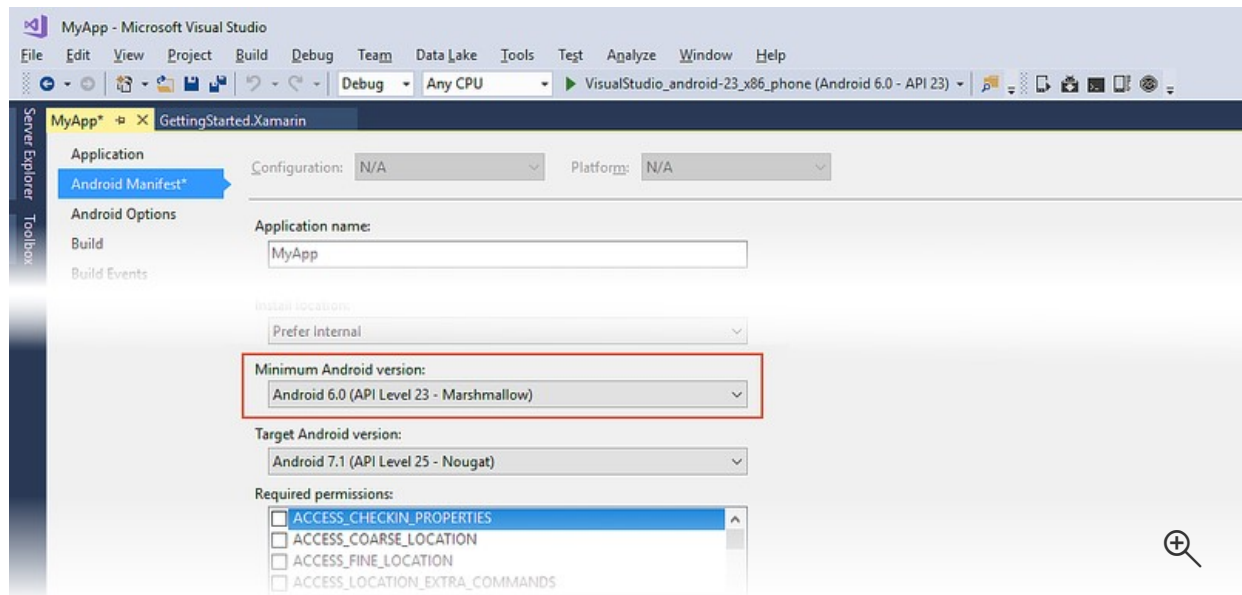 MyApp - Microsoft Visual Studio
File Edit View Project Build Debug Team Data Lake Tools Test Analyze Window Help
Debug Any CPU VisualStudio_android-23_x86_phone (Android 6.0 - API 23)
Server Explorer
Toolbox
MyApp* GettingStarted.Xamarin
Application
Android Manifest*
Android Options
Build
Build Events
Configuration: N/A Platform: N/A
Application name:
MyApp
Install location:
Prefer Internal
Minimum Android version:
Android 6.0 (API Level 23 - Marshmallow)
Target Android version:
Android 7.1 (API Level 25 - Nougat)
Required permissions:
ACCESS_CHECKIN_PROPERTIES
ACCESS_COARSE_LOCATION
ACCESS_FINE_LOCATION
ACCESS_LOCATION_EXTRA_COMMANDS